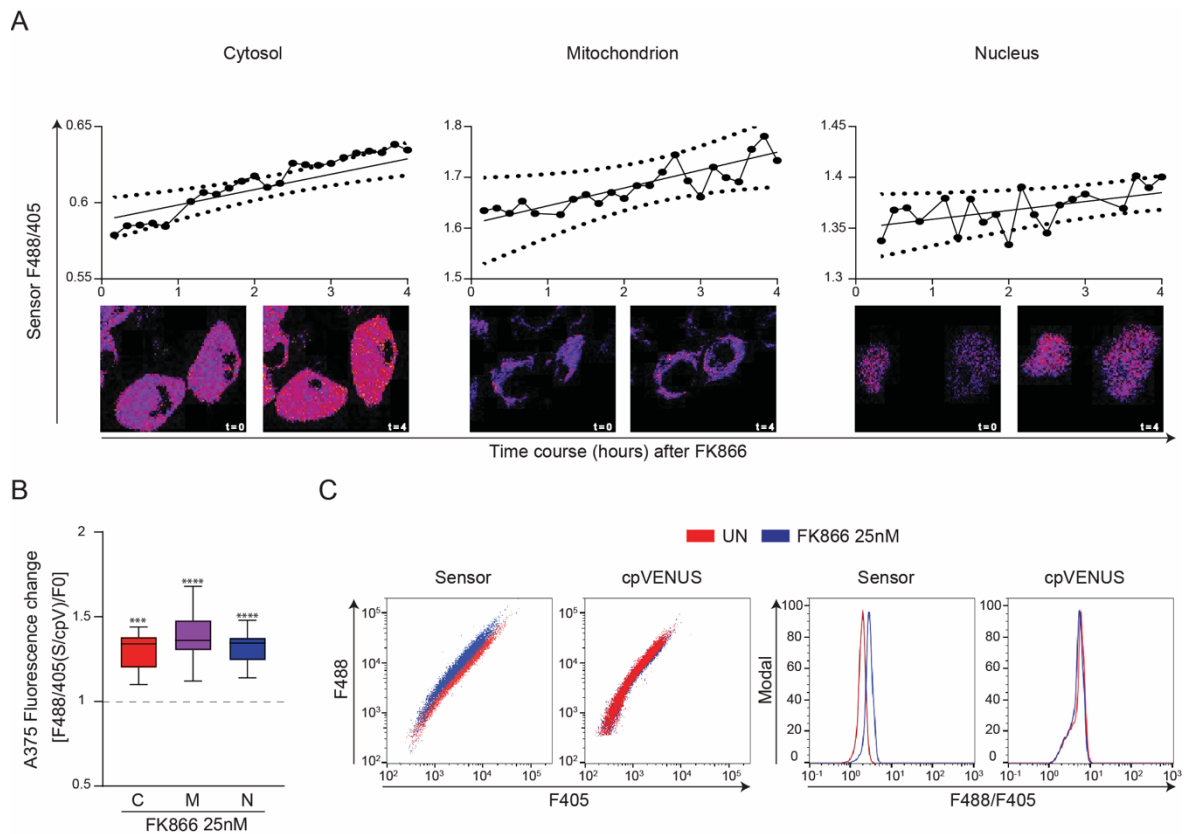 A
Cytosol
Mitochondrion
Nucleus
Sensor F488/405
0.65
0.6
0.55
0 1 2 3 4
1.8
1.7
1.6
1.5
0 1 2 3 4
1.45
1.4
1.35
1.3
0 1 2 3 4
t=0
t=4
t=0
t=4
t=0
t=4
Time course (hours) after FK866
B
A375 Fluorescence change
[F488/405(S/cpV)/F0]
2
1.5
1
0.5
***
****
****
C M N
FK866 25nM
C
UN
FK866 25nM
Sensor
cpVENUS
Sensor
cpVENUS
F488
10⁵
10⁴
10³
10²
10² 10³ 10⁴ 10⁵
10⁵
10⁴
10³
10²
10² 10³ 10⁴ 10⁵
F405
Modal
100
80
60
40
20
0
10⁻¹ 10⁰ 10¹ 10² 10³
100
80
60
40
20
0
10⁻¹ 10⁰ 10¹ 10² 10³
F488/F405